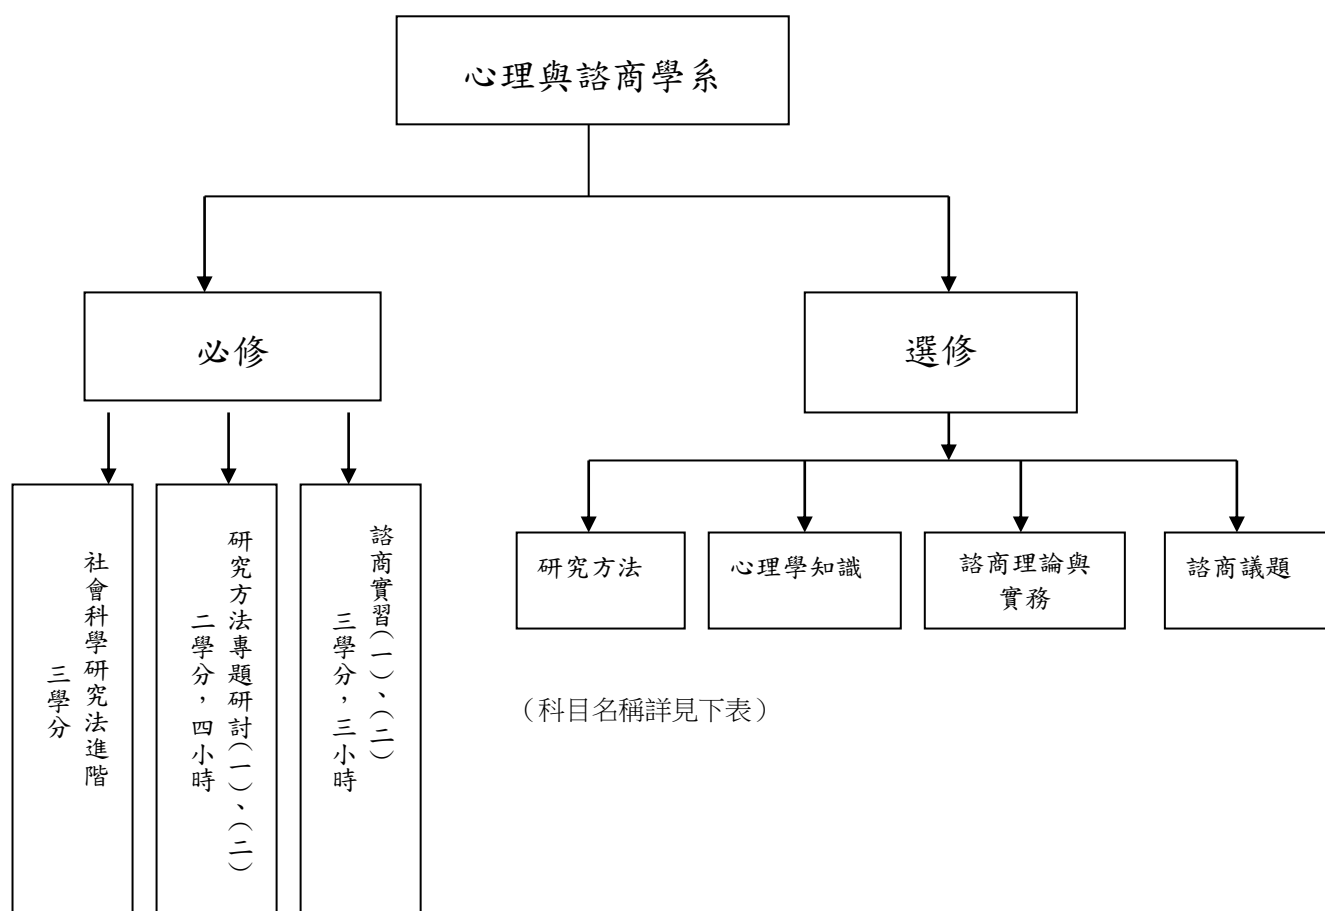 心理與諮商學系
必修
選修
社會科學研究法進階
三學分
研究方法專題研討(一)、(二)
二學分，四小時
諮商實習(一)、(二)
三學分，三小時
研究方法
心理學知識
諮商理論與
實務
諮商議題
（科目名稱詳見下表）